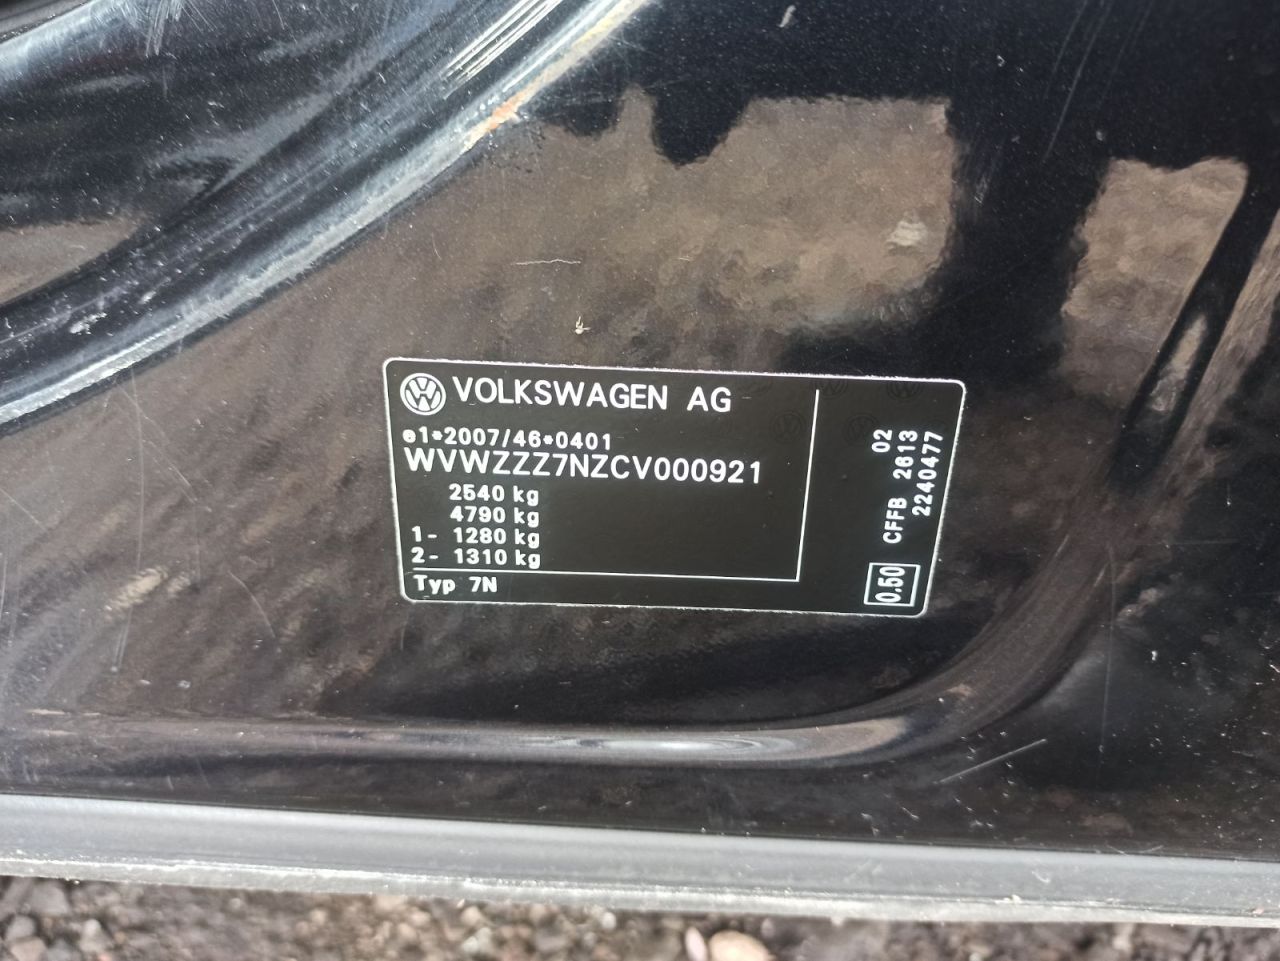 VOLKSWAGEN AG
e1*2007/46*0401
WVWZZZ7NZCV000921
2540 kg
4790 kg
1- 1280 kg
2- 1310 kg
Typ 7N
02
CFFB 2613
2240477
0.50